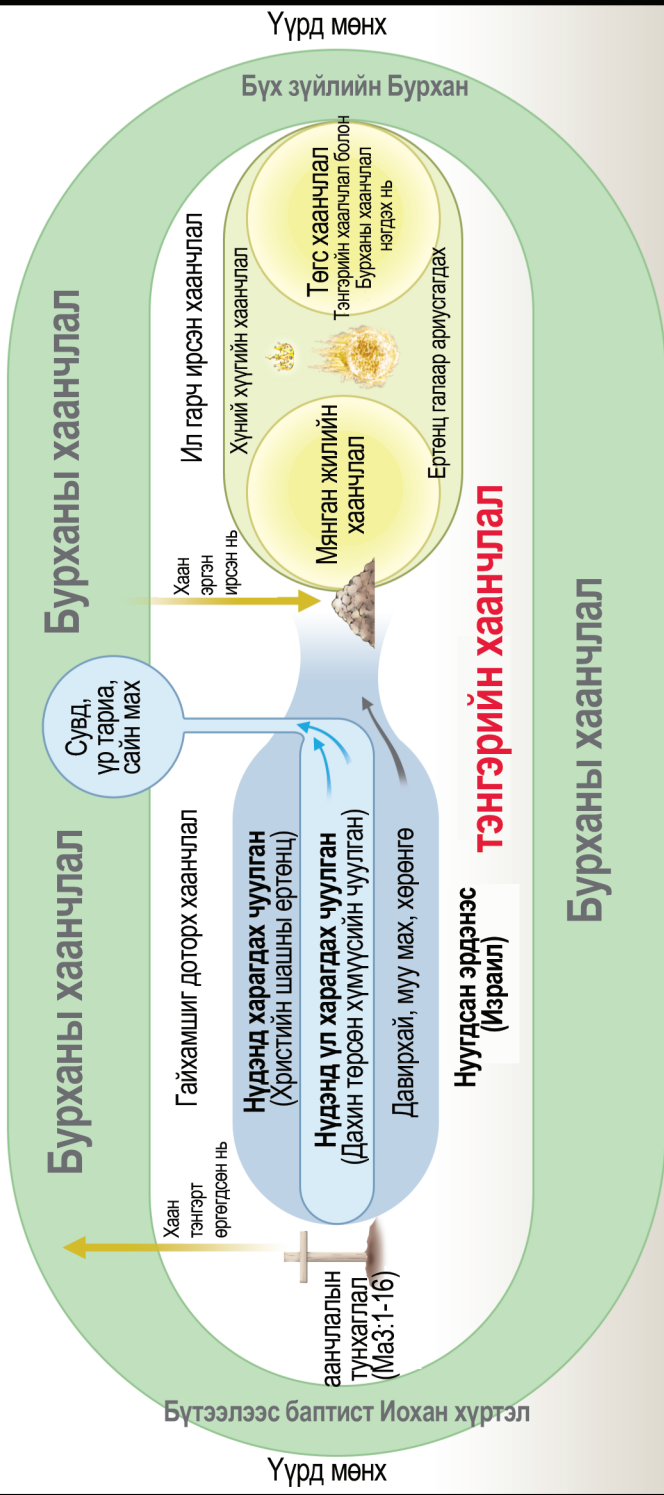 Үүрд мөнх
Бүх зүйлийн Бурхан
Бурханы хаанчлал
Бурханы хаанчлал
Ил гарч ирсэн хаанчлал
Хүний хүүгийн хаанчлал
Төгс хаанчлал
Тэнгэрийн хаалчлал болон
Бурханы хаанчлал
нэгдэх нь
Мянган жилийн
хаанчлал
Ертөнц галаар ариусгагдах
Хаан
эргэн
ирсэн нь
Сувд,
үр тариа,
сайн мах
Гайхамшиг доторх хаанчлал
Нүдэнд харагдах чуулган
(Христийн шашны ертөнц)
Нүдэнд үл харагдах чуулган
(Дахин төрсөн хүмүүсийн чуулган)
Давирхай, муу мах, хөрөнгө
Нуугдсан эрдэнэс
(Израил)
тэнгэрийн хаанчлал
Бурханы хаанчлал
Хаан
тэнгэрт
өргөгдсөн нь
аанчлалын
тунхаглал
(Ма3:1-16)
Бүтээлээс баптист Иохан хүртэл
Үүрд мөнх